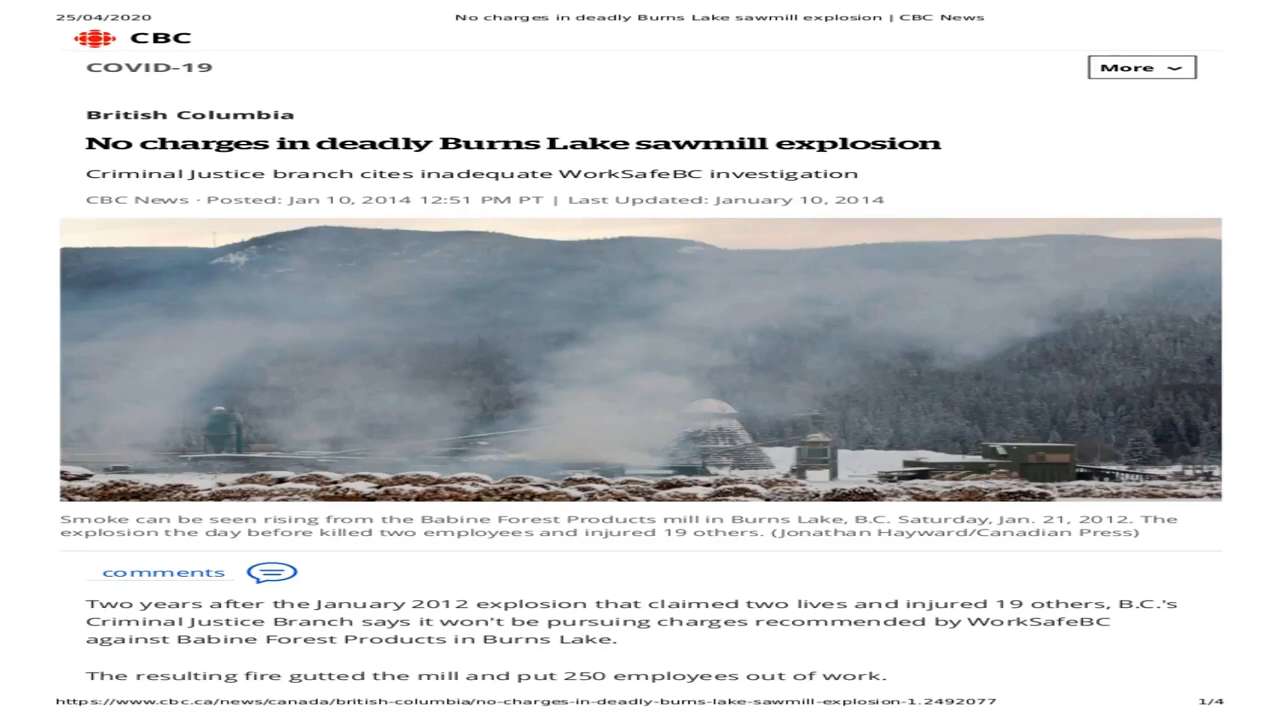 25/04/2020 No charges in deadly Burns Lake sawmill explosion | CBC News
CBC
COVID-19
More
British Columbia
No charges in deadly Burns Lake sawmill explosion
Criminal Justice branch cites inadequate WorkSafeBC investigation
CBC News · Posted: Jan 10, 2014 12:51 PM PT | Last Updated: January 10, 2014
Smoke can be seen rising from the Babine Forest Products mill in Burns Lake, B.C. Saturday, Jan. 21, 2012. The
explosion the day before killed two employees and injured 19 others. (Jonathan Hayward/Canadian Press)
comments
Two years after the January 2012 explosion that claimed two lives and injured 19 others, B.C.'s
Criminal Justice Branch says it won't be pursuing charges recommended by WorkSafeBC
against Babine Forest Products in Burns Lake.
The resulting fire gutted the mill and put 250 employees out of work.
https://www.cbc.ca/news/canada/british-columbia/no-charges-in-deadly-burns-lake-sawmill-explosion-1.2492077 1/4